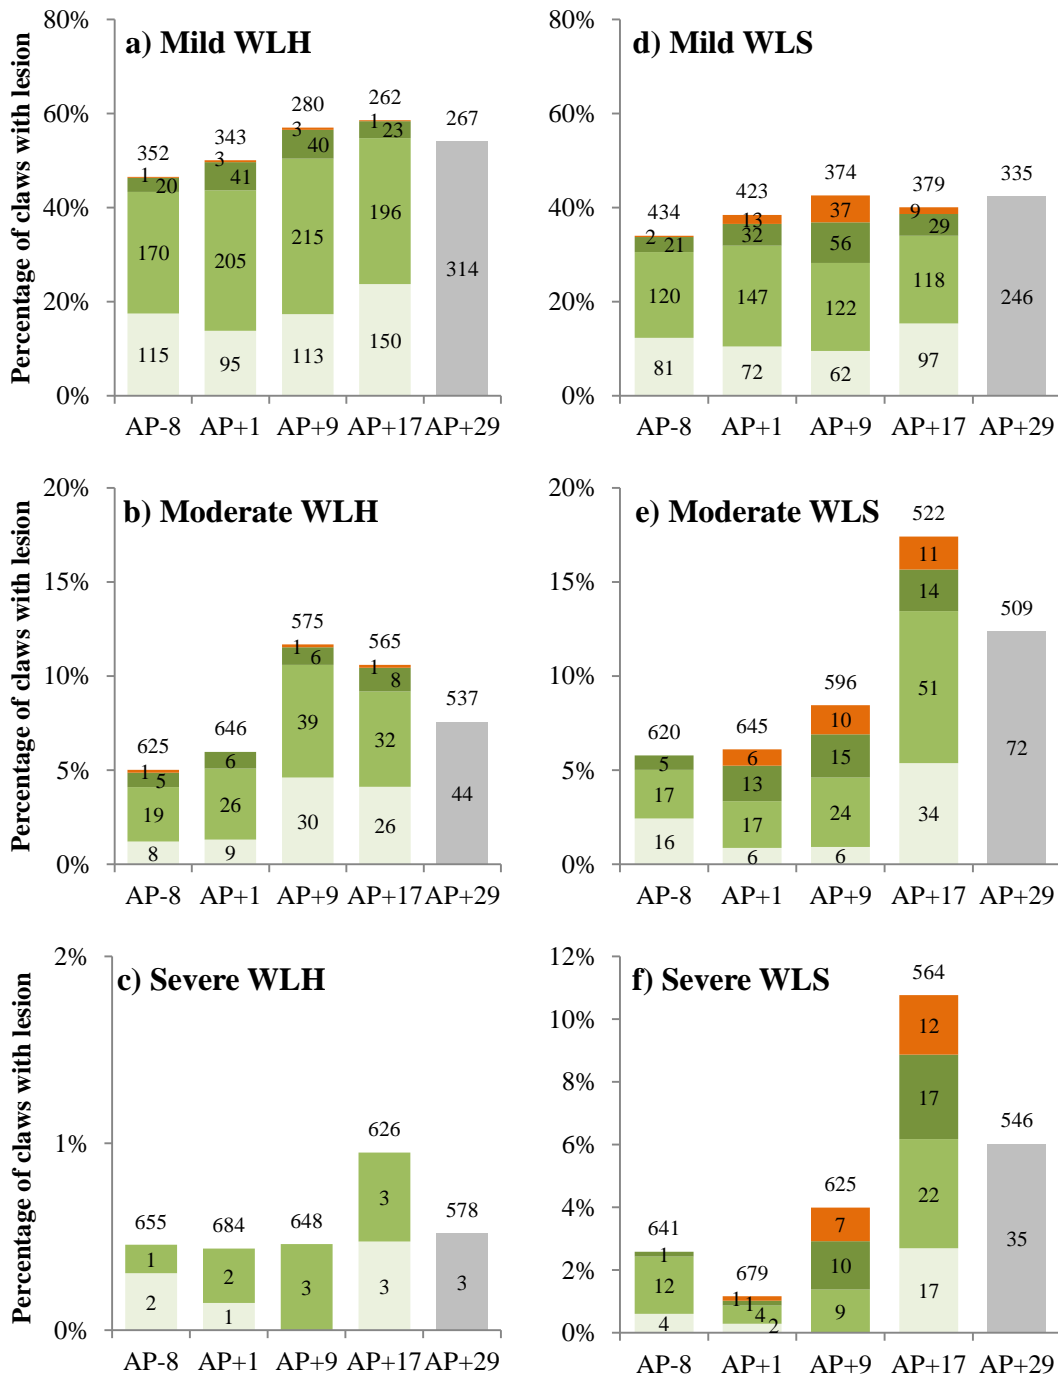 a) Mild WLH
Percentage of claws with lesion
80%
60%
40%
20%
0%
352 343 280 262 267
1 3 3 1
20 41 40 23
170 205 215 196 314
115 95 113 150
AP-8 AP+1 AP+9 AP+17 AP+29
d) Mild WLS
80%
60%
40%
20%
0%
434 423 374 379 335
2 13 37 9
21 32 56 29
120 147 122 118 246
81 72 62 97
AP-8 AP+1 AP+9 AP+17 AP+29
b) Moderate WLH
Percentage of claws with lesion
20%
15%
10%
5%
0%
625 646 575 565 537
1 1 1
5 6 6 8
19 26 39 32 44
8 9 30 26
AP-8 AP+1 AP+9 AP+17 AP+29
e) Moderate WLS
20%
15%
10%
5%
0%
620 645 596 522 509
6 10 11
5 13 15 14
17 17 24 51 72
16 6 6 34
AP-8 AP+1 AP+9 AP+17 AP+29
c) Severe WLH
Percentage of claws with lesion
2%
1%
0%
655 684 648 626 578
1 2 3 3 3
2 1 3
AP-8 AP+1 AP+9 AP+17 AP+29
f) Severe WLS
12%
10%
8%
6%
4%
2%
0%
641 679 625 564 546
1 7 12
1 1 10 17
12 4 9 22 35
4 2 17
AP-8 AP+1 AP+9 AP+17 AP+29